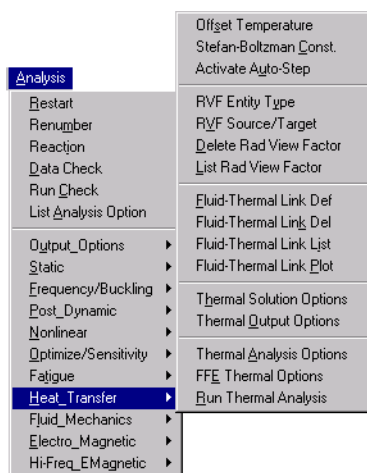 Analysis
Restart
Renumber
Reaction
Data Check
Run Check
List Analysis Option
Output_Options
Static
Frequency/Buckling
Post_Dynamic
Nonlinear
Optimize/Sensitivity
Fatigue
Heat_Transfer
Fluid_Mechanics
Electro_Magnetic
Hi-Freq_EMagnetic
Offset Temperature
Stefan-Boltzman Const.
Activate Auto-Step
RVF Entity Type
RVF Source/Target
Delete Rad View Factor
List Rad View Factor
Fluid-Thermal Link Def
Fluid-Thermal Link Del
Fluid-Thermal Link List
Fluid-Thermal Link Plot
Thermal Solution Options
Thermal Output Options
Thermal Analysis Options
FFE Thermal Options
Run Thermal Analysis